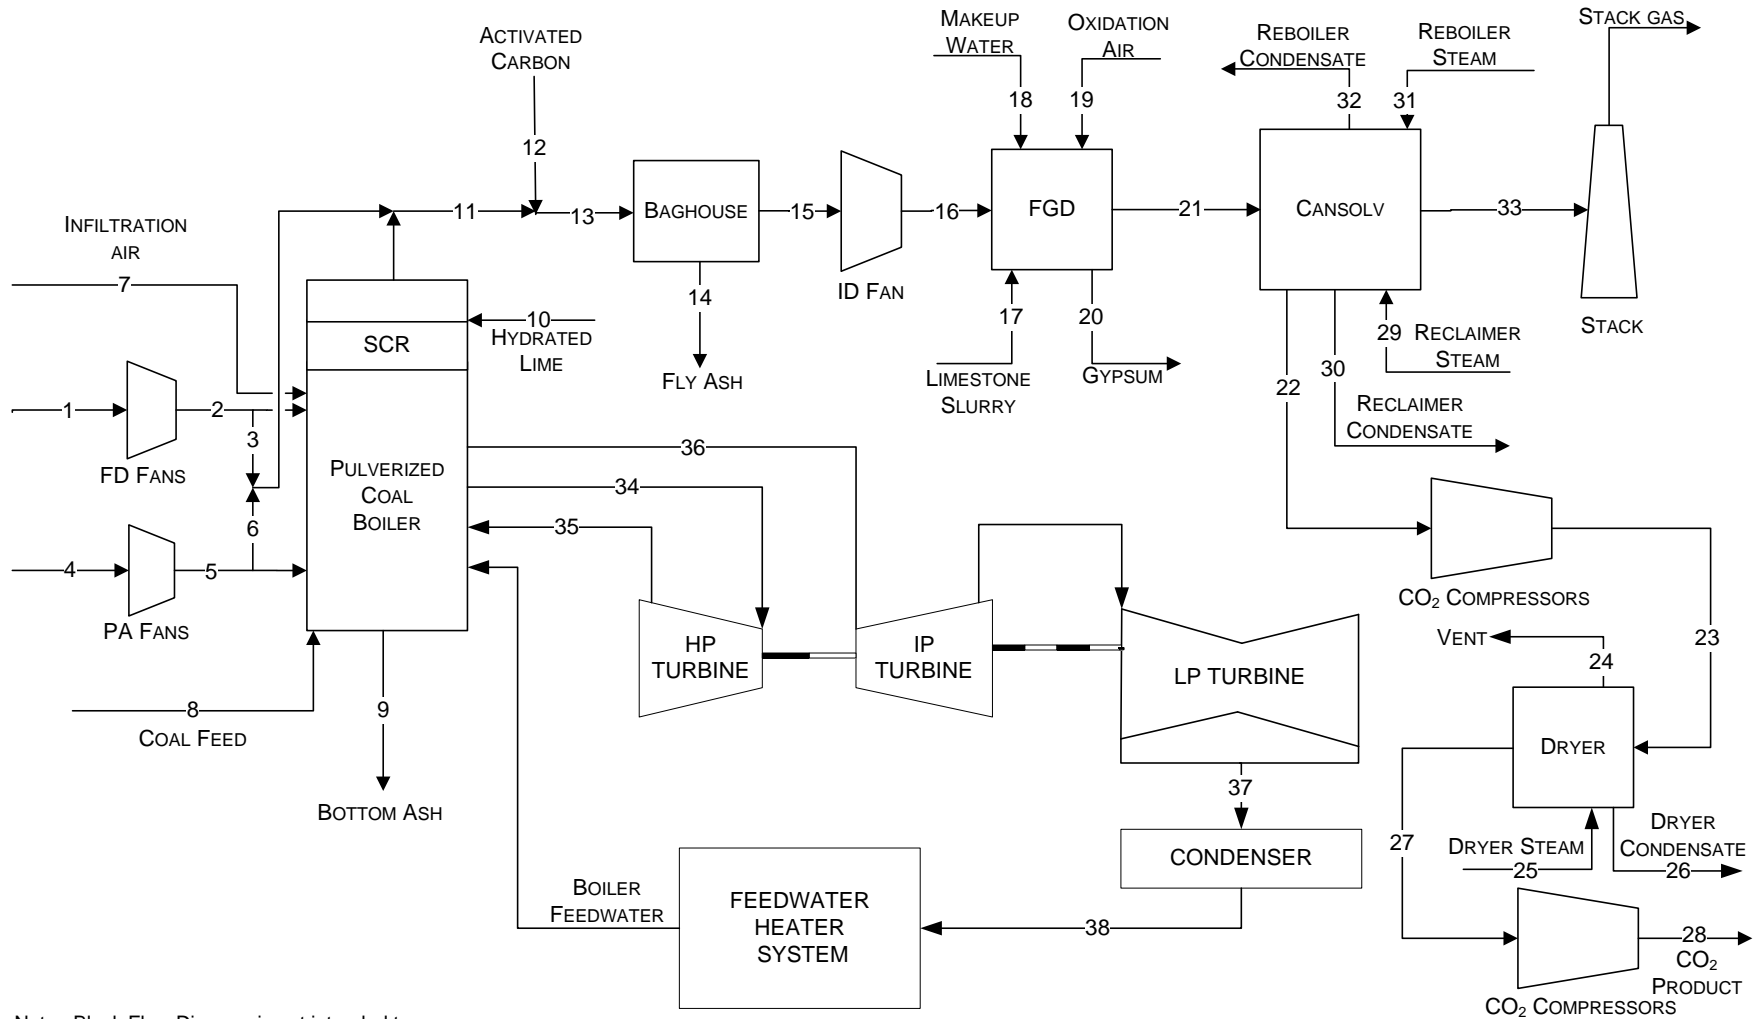 ACTIVATED
CARBON
12
MAKEUP
WATER
18
OXIDATION
AIR
19
REBOILER
CONDENSATE
32
REBOILER
STEAM
31
STACK GAS
INFILTRATION
AIR
7
11
13
BAGHOUSE
15
16
FGD
21
CANSOLV
33
14
FLY ASH
ID FAN
17
LIMESTONE
SLURRY
20
GYPSUM
22
30
29
RECLAIMER
STEAM
RECLAIMER
CONDENSATE
STACK
10
HYDRATED
LIME
SCR
1
2
3
FD FANS
4
5
6
PA FANS
PULVERIZED
COAL
BOILER
36
34
35
8
COAL FEED
9
BOTTOM ASH
HP
TURBINE
IP
TURBINE
LP TURBINE
37
CONDENSER
38
FEEDWATER
HEATER
SYSTEM
BOILER
FEEDWATER
CO2 COMPRESSORS
23
VENT
24
DRYER
27
DRYER STEAM
25
DRYER
CONDENSATE
26
28
CO2
PRODUCT
CO2 COMPRESSORS